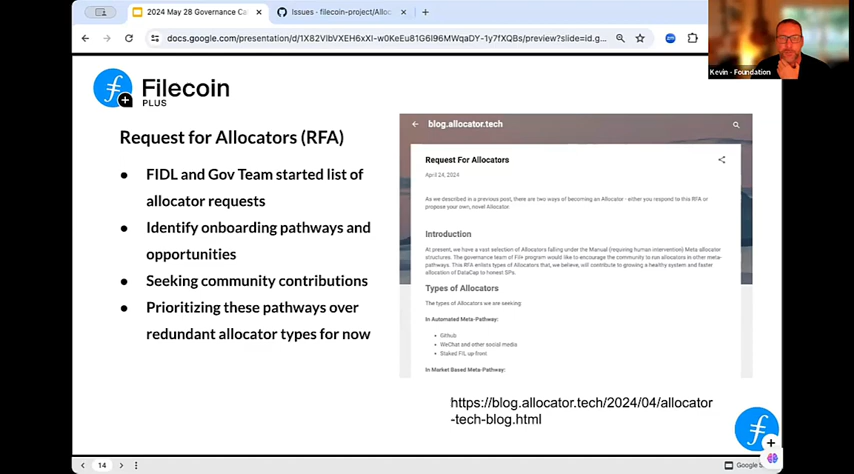 2024 May 28 Governance Ca
Issues - filecoin-project/Alloc
docs.google.com/presentation/d/1X82VlbVXEH6xXI-w0KeEu81G6I96MWqaDY-1y7fXQBs/preview?slide=id.g...
Kevin - Foundation
Filecoin
PLUS
Request for Allocators (RFA)
● FIDL and Gov Team started list of
allocator requests
● Identify onboarding pathways and
opportunities
● Seeking community contributions
● Prioritizing these pathways over
redundant allocator types for now
blog.allocator.tech
Request For Allocators
April 24, 2024
As we described in a previous post, there are two ways of becoming an Allocator - either you respond to this RFA or
propose your own, novel Allocator
Introduction
At present, we have a vast selection of Allocators falling under the Manual (requiring human intervention) Meta allocator
structures. The governance team of Fil+ program would like to encourage the community to run allocators in other meta-
pathways. This RFA enlists types of Allocators that, we believe, will contribute to growing a healthy system and faster
allocation of DataCap to honest SPs.
Types of Allocators
The types of Allocators we are seeking
In Automated Meta-Pathway:
• Github
• WeChat and other social media
• Staked FIL up-front
In Market Based Meta-Pathway:
https://blog.allocator.tech/2024/04/allocator
-tech-blog.html
14
Google S